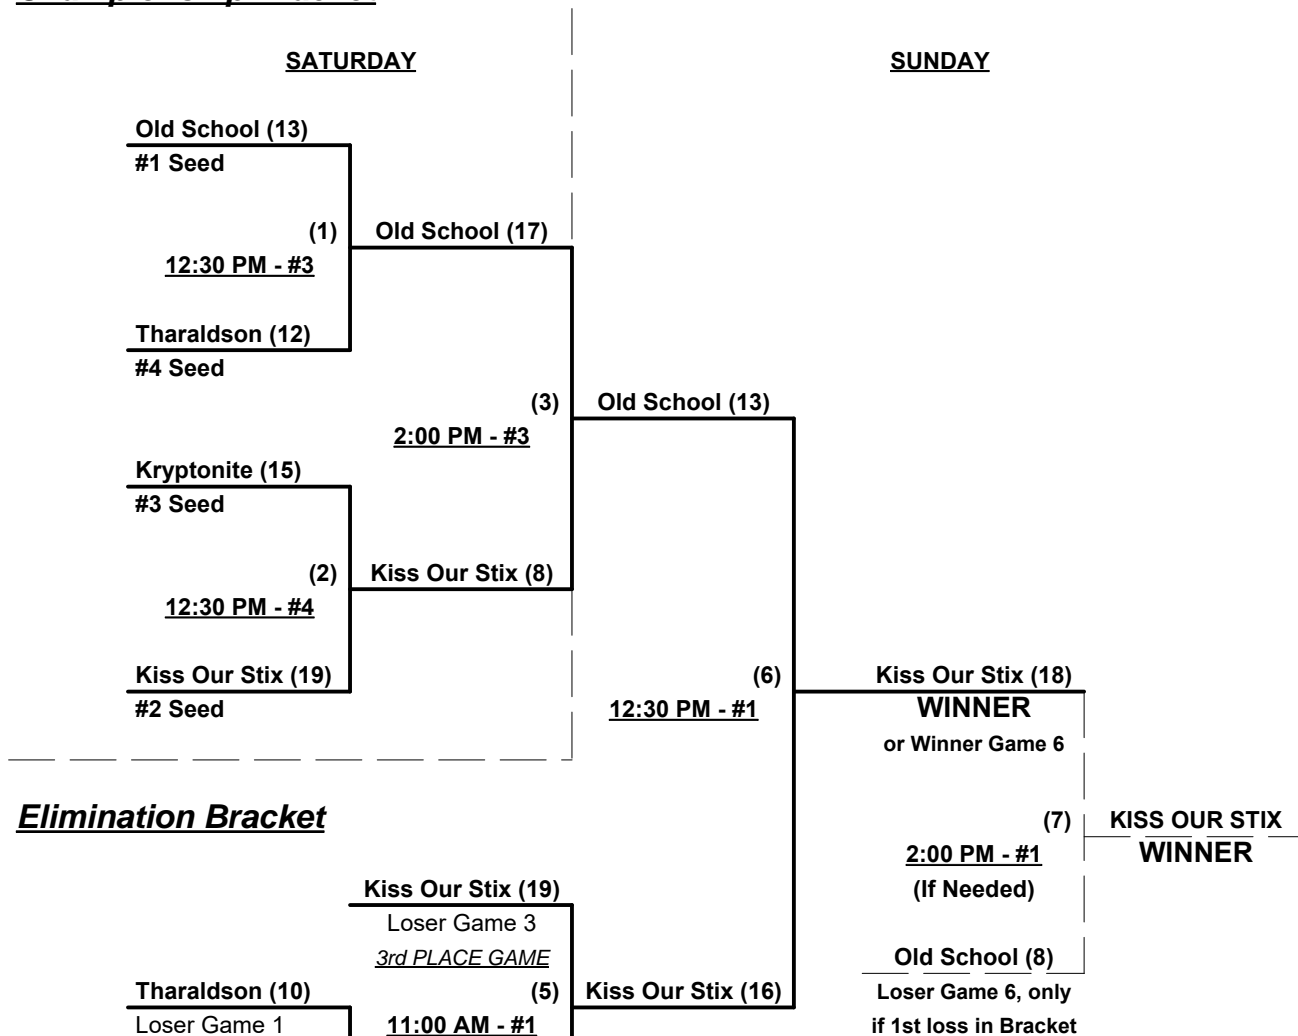 SATURDAY
SUNDAY
Old School (13)
#1 Seed
(1)
Old School (17)
12:30 PM - #3
Tharaldson (12)
#4 Seed
(3)
Old School (13)
2:00 PM - #3
Kryptonite (15)
#3 Seed
(2)
Kiss Our Stix (8)
12:30 PM - #4
Kiss Our Stix (19)
#2 Seed
(6)
Kiss Our Stix (18)
12:30 PM - #1
WINNER
or Winner Game 6
Elimination Bracket
(7)
KISS OUR STIX
2:00 PM - #1
WINNER
(If Needed)
Kiss Our Stix (19)
Loser Game 3
3rd PLACE GAME
Old School (8)
Tharaldson (10)
(5)
Kiss Our Stix (16)
Loser Game 6, only
Loser Game 1
11:00 AM - #1
if 1st loss in Bracket